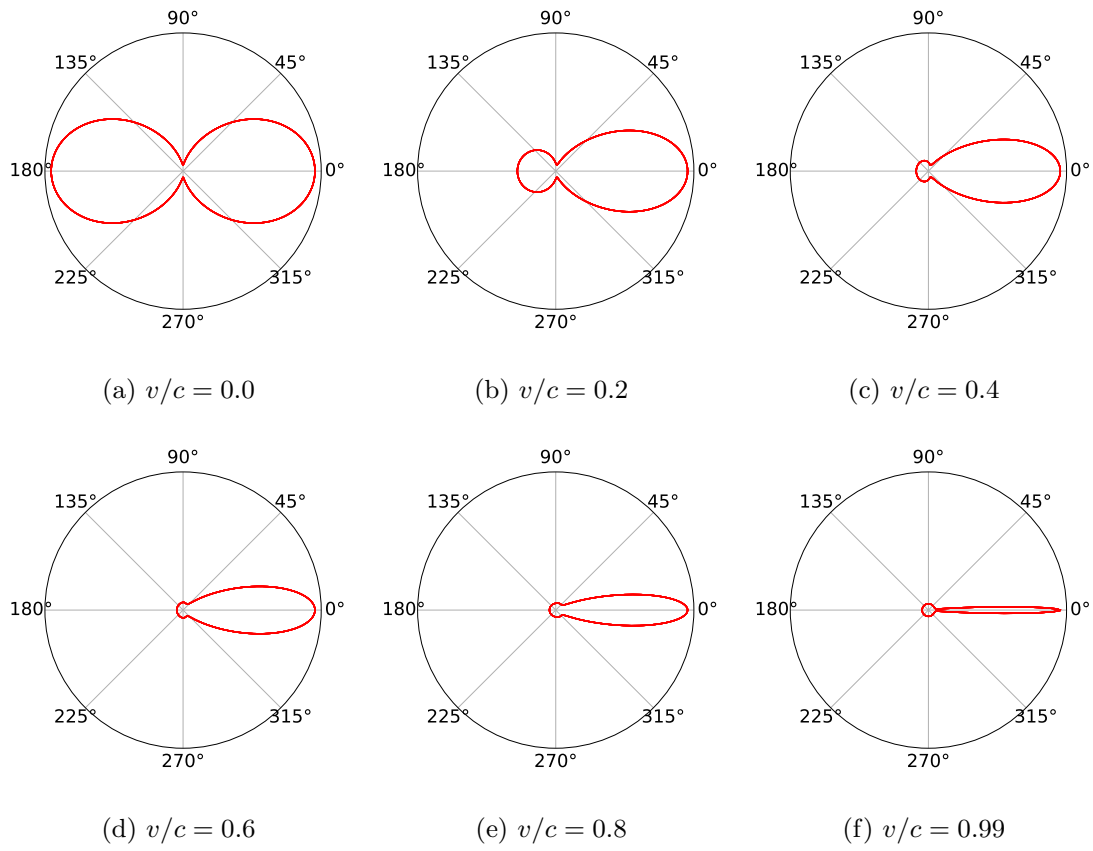 90° 90° 90°
135° 45° 135° 45° 135° 45°
180° 0° 180° 0° 180° 0°
225° 315° 225° 315° 225° 315°
270° 270° 270°
(a) v/c = 0.0 (b) v/c = 0.2 (c) v/c = 0.4
90° 90° 90°
135° 45° 135° 45° 135° 45°
180° 0° 180° 0° 180° 0°
225° 315° 225° 315° 225° 315°
270° 270° 270°
(d) v/c = 0.6 (e) v/c = 0.8 (f) v/c = 0.99